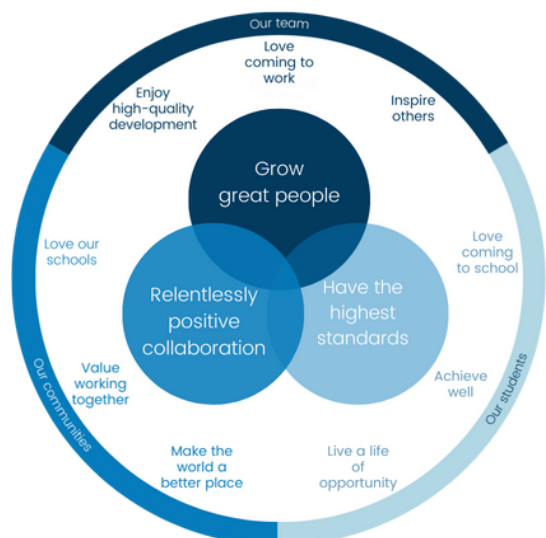 Our team
Love
coming to
work
Enjoy
high-quality
development
Inspire
others
Grow
great people
Love our
schools
Love
coming to
school
Relentlessly
positive
collaboration
Have the
highest
standards
Value
working
together
Achieve
well
Our communities
Our students
Make the
world a
better place
Live a life
of
opportunity